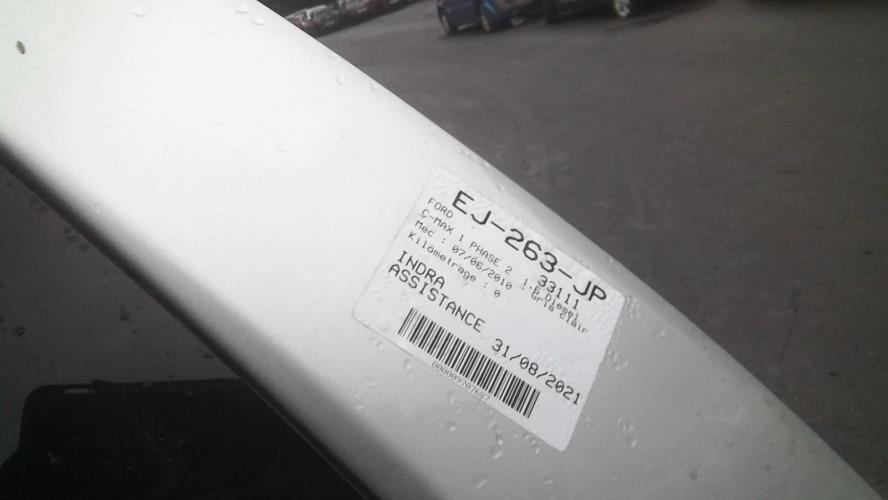 EJ-263-JP
FORD 33111
C-MAX 1 PHASE 2 1.8 Diesel
Mec : 07/06/2010 - Gris clair
Kilometrage : 0
INDRA
ASSISTANCE 31/08/2021